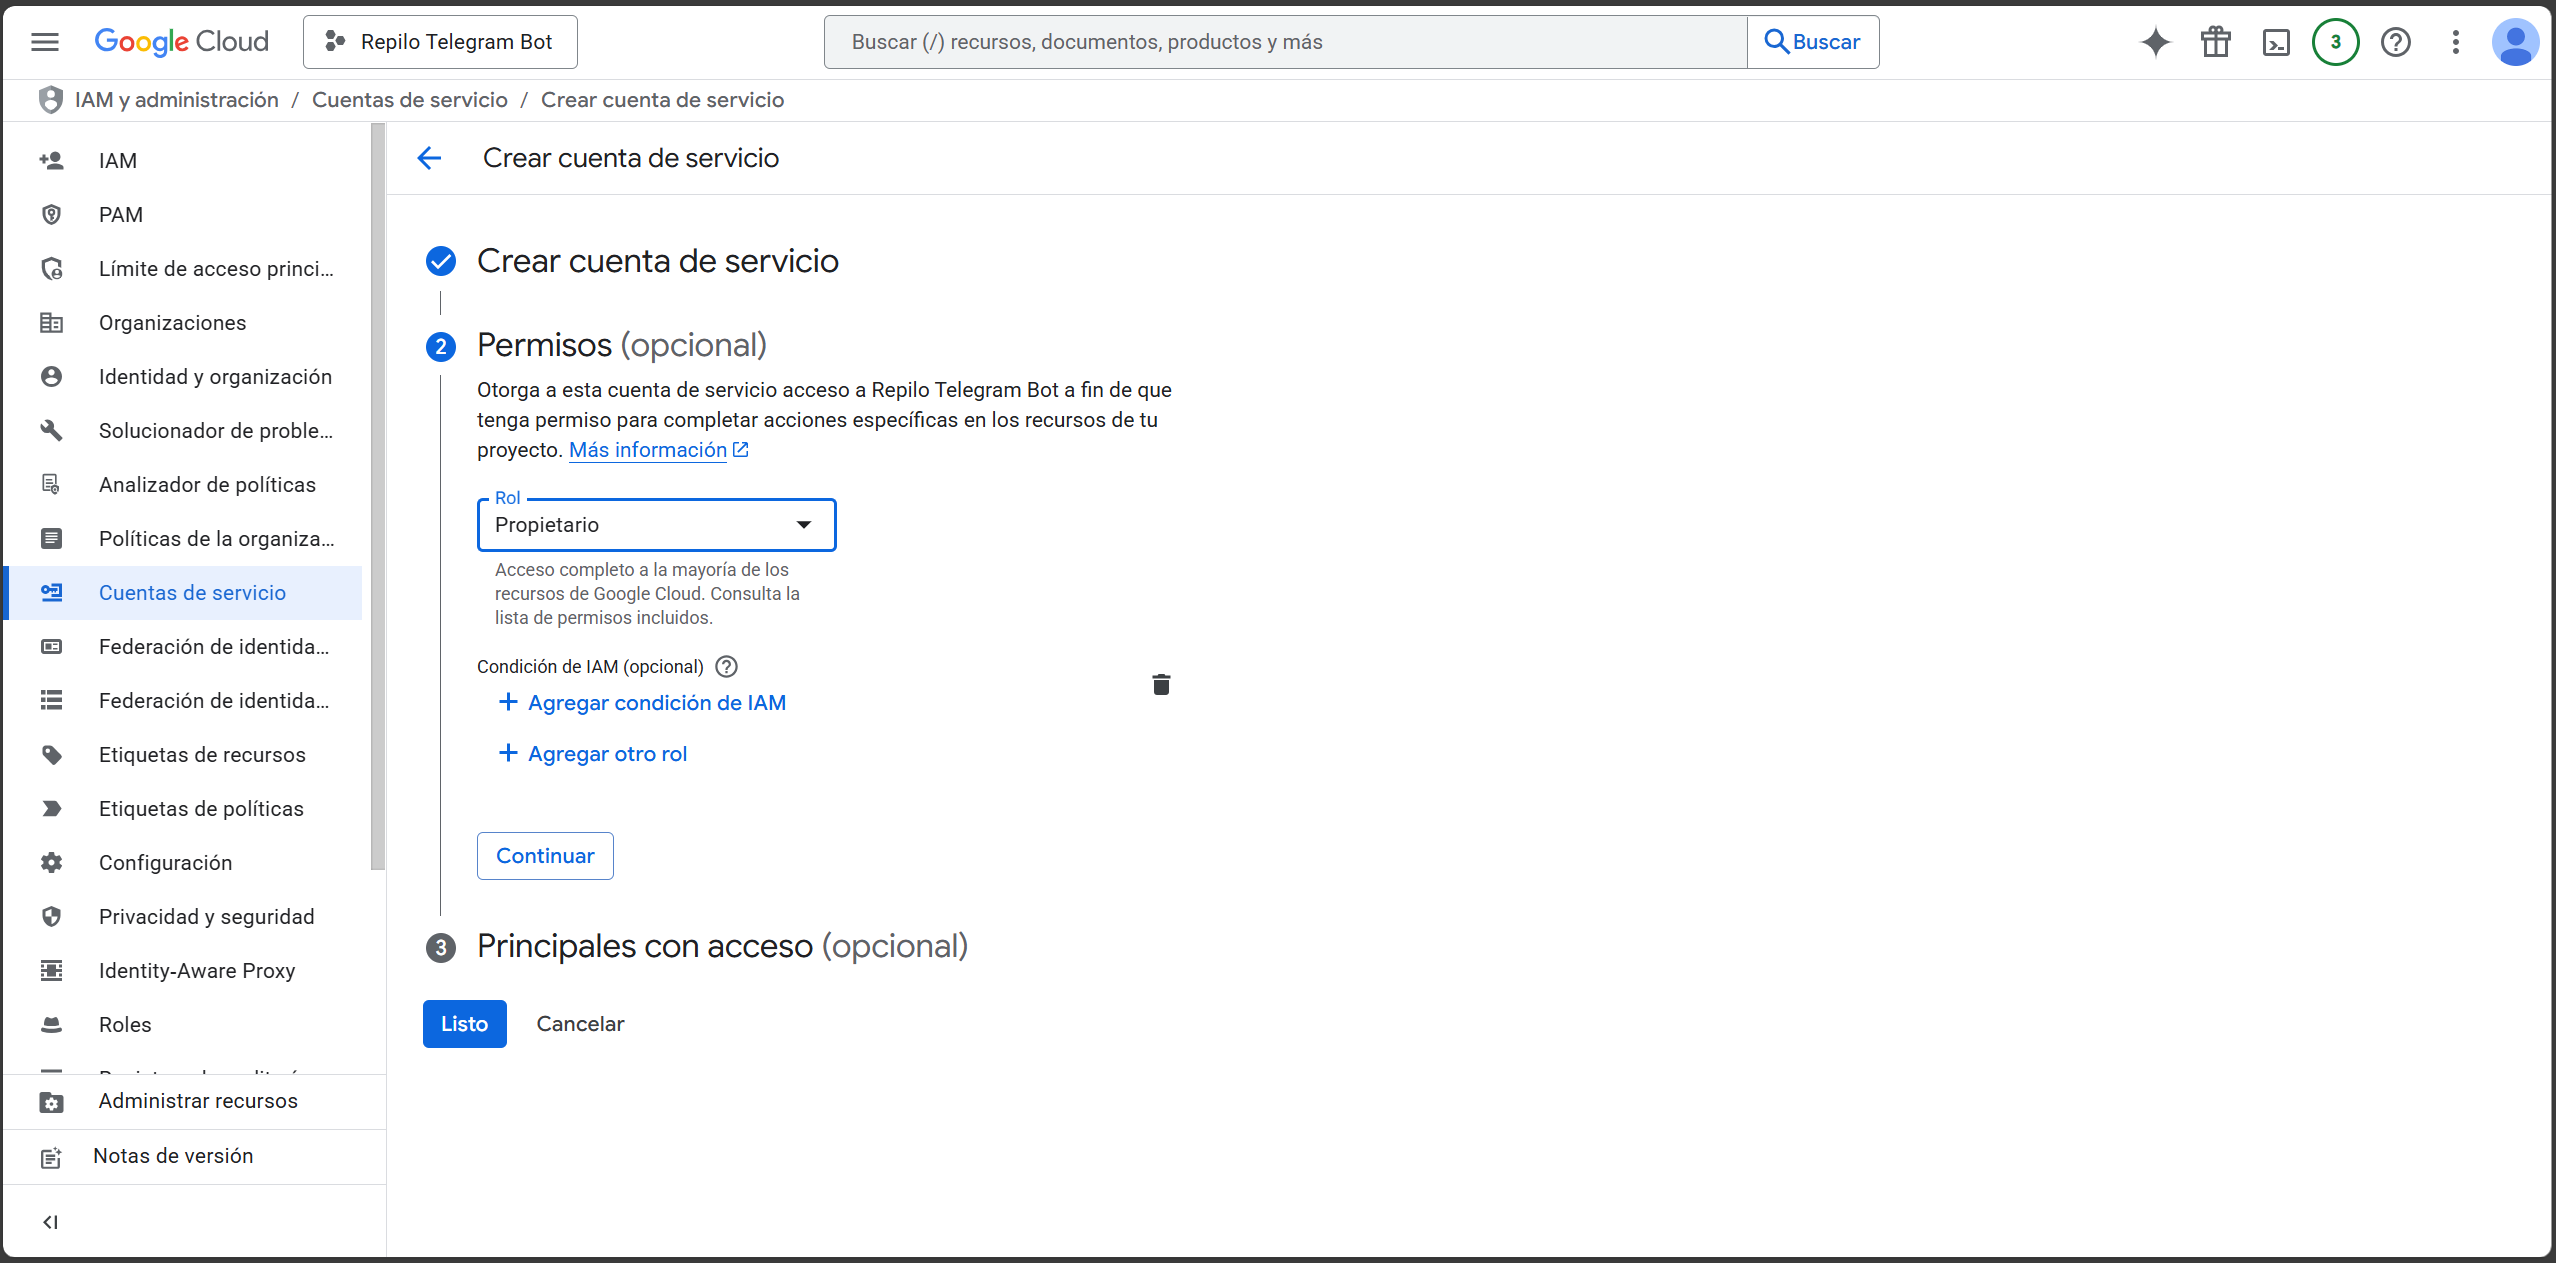 Google Cloud
Repilo Telegram Bot
Buscar (/) recursos, documentos, productos y más
Buscar
3
IAM y administración / Cuentas de servicio / Crear cuenta de servicio
IAM
PAM
Límite de acceso princi...
Organizaciones
Identidad y organización
Solucionador de proble...
Analizador de políticas
Políticas de la organiza...
Cuentas de servicio
Federación de identida...
Federación de identida...
Etiquetas de recursos
Etiquetas de políticas
Configuración
Privacidad y seguridad
Identity-Aware Proxy
Roles
Administrar recursos
Notas de versión
Crear cuenta de servicio
Crear cuenta de servicio
2 Permisos (opcional)
Otorga a esta cuenta de servicio acceso a Repilo Telegram Bot a fin de que
tenga permiso para completar acciones específicas en los recursos de tu
proyecto. Más información
Rol
Propietario
Acceso completo a la mayoría de los
recursos de Google Cloud. Consulta la
lista de permisos incluidos.
Condición de IAM (opcional)
+ Agregar condición de IAM
+ Agregar otro rol
Continuar
3 Principales con acceso (opcional)
Listo
Cancelar